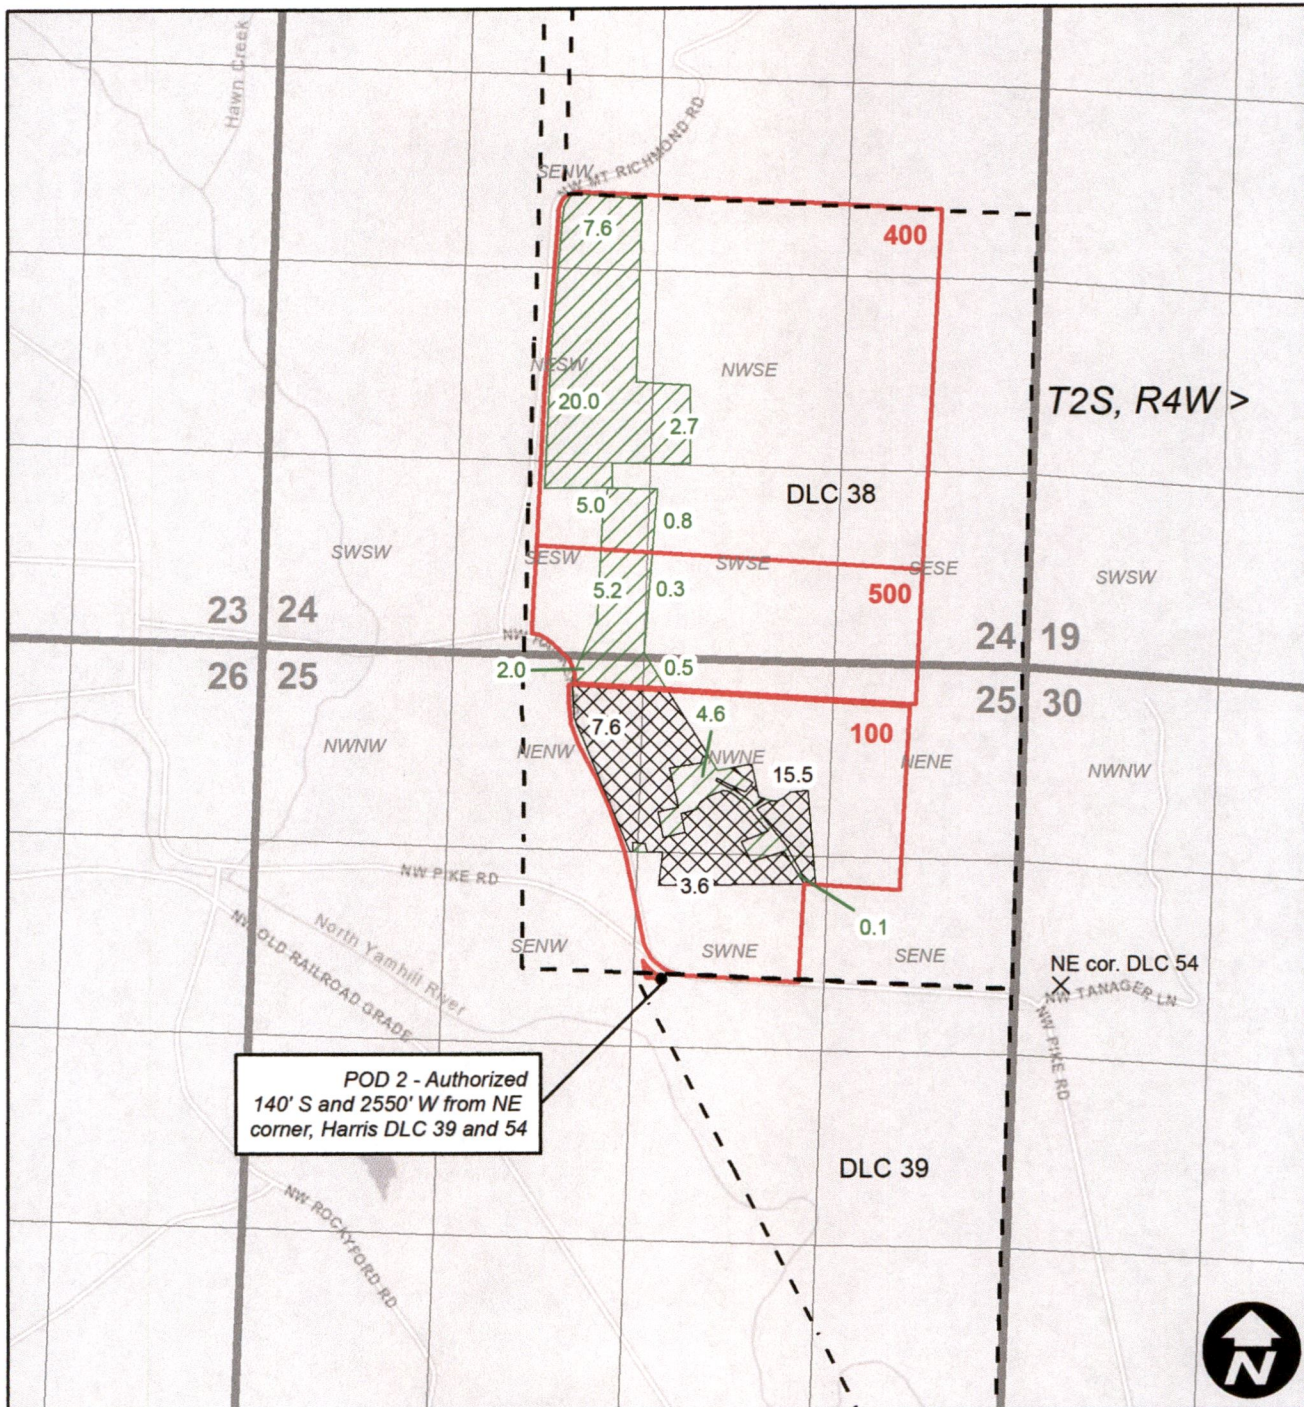 Hawn Creek
NW MT RICHMOND RD
SENW
7.6
400
NESW
NWSE
20.0
2.7
T2S, R4W >
DLC 38
5.0
0.8
SWSW
SESW
SWSE
SESE
SWSW
5.2
0.3
500
23 24
24 19
NW
2.0
0.5
26 25
25 30
4.6
7.6
100
NWNW
NENW
NWNE
NENE
NWNW
15.5
NW PIKE RD
3.6
0.1
North Yamhill River
NW OLD RAILROAD GRADE
SENW
SWNE
SENE
NE cor. DLC 54
NW TANAGER LN
NW PIKE RD
POD 2 - Authorized
140' S and 2550' W from NE
corner, Harris DLC 39 and 54
DLC 39
NW ROCKYFORD RD
N